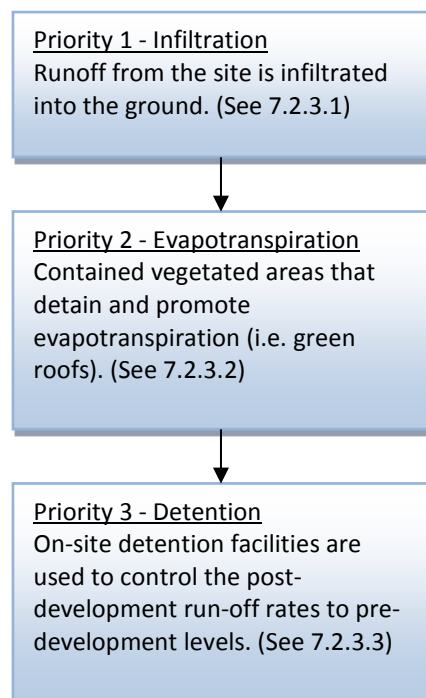 Priority 1 - Infiltration
Runoff from the site is infiltrated
into the ground. (See 7.2.3.1)
Priority 2 - Evapotranspiration
Contained vegetated areas that
detain and promote
evapotranspiration (i.e. green
roofs). (See 7.2.3.2)
Priority 3 - Detention
On-site detention facilities are
used to control the post-
development run-off rates to pre-
development levels. (See 7.2.3.3)